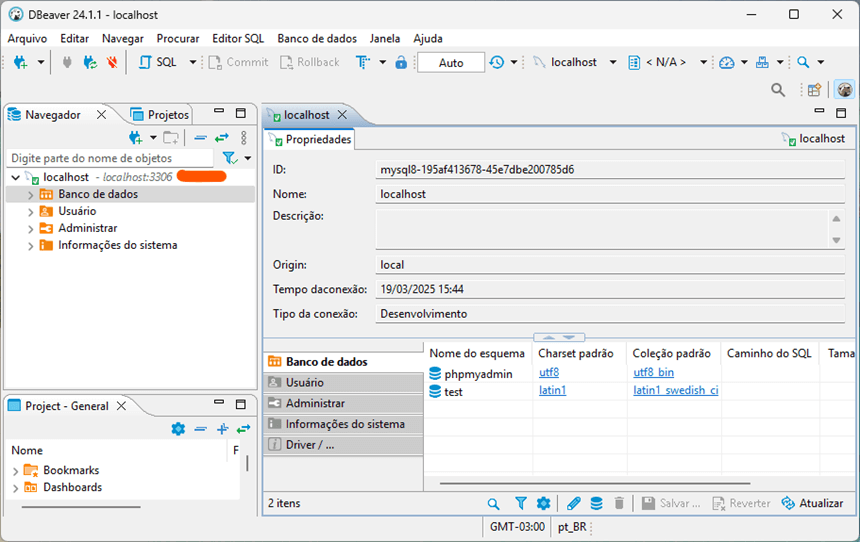 DBeaver 24.1.1 - localhost
Arquivo Editar Navegar Procurar Editor SQL Banco de dados Janela Ajuda
SQL Commit Rollback Auto localhost < N/A >
Navegador Projetos
Digite parte do nome de objetos
localhost - localhost:3306
Banco de dados
Usuário
Administrar
Informações do sistema
Project - General
Nome F
Bookmarks
Dashboards
localhost
Propriedades localhost
ID: mysql8-195af413678-45e7dbe200785d6
Nome: localhost
Descrição:
Origin: local
Tempo daconexão: 19/03/2025 15:44
Tipo da conexão: Desenvolvimento
Banco de dados
Usuário
Administrar
Informações do sistema
Driver / ...
Nome do esquema Charset padrão Coleção padrão Caminho do SQL Tama
phpmyadmin utf8 utf8_bin
test latin1 latin1_swedish_ci
2 itens Salvar ... Reverter Atualizar
GMT-03:00 pt_BR